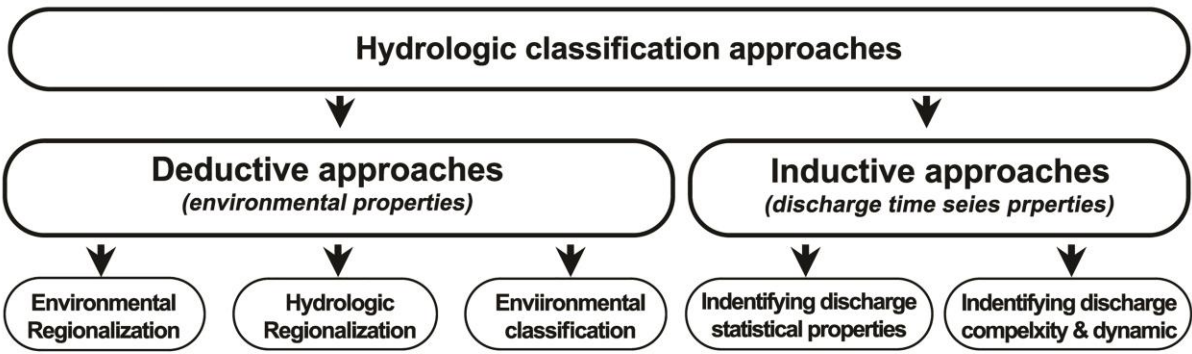 Hydrologic classification approaches
Deductive approaches
(environmental properties)
Inductive approaches
(discharge time seies prperties)
Environmental
Regionalization
Hydrologic
Regionalization
Enviironmental
classification
Indentifying discharge
statistical properties
Indentifying discharge
compelxity & dynamic